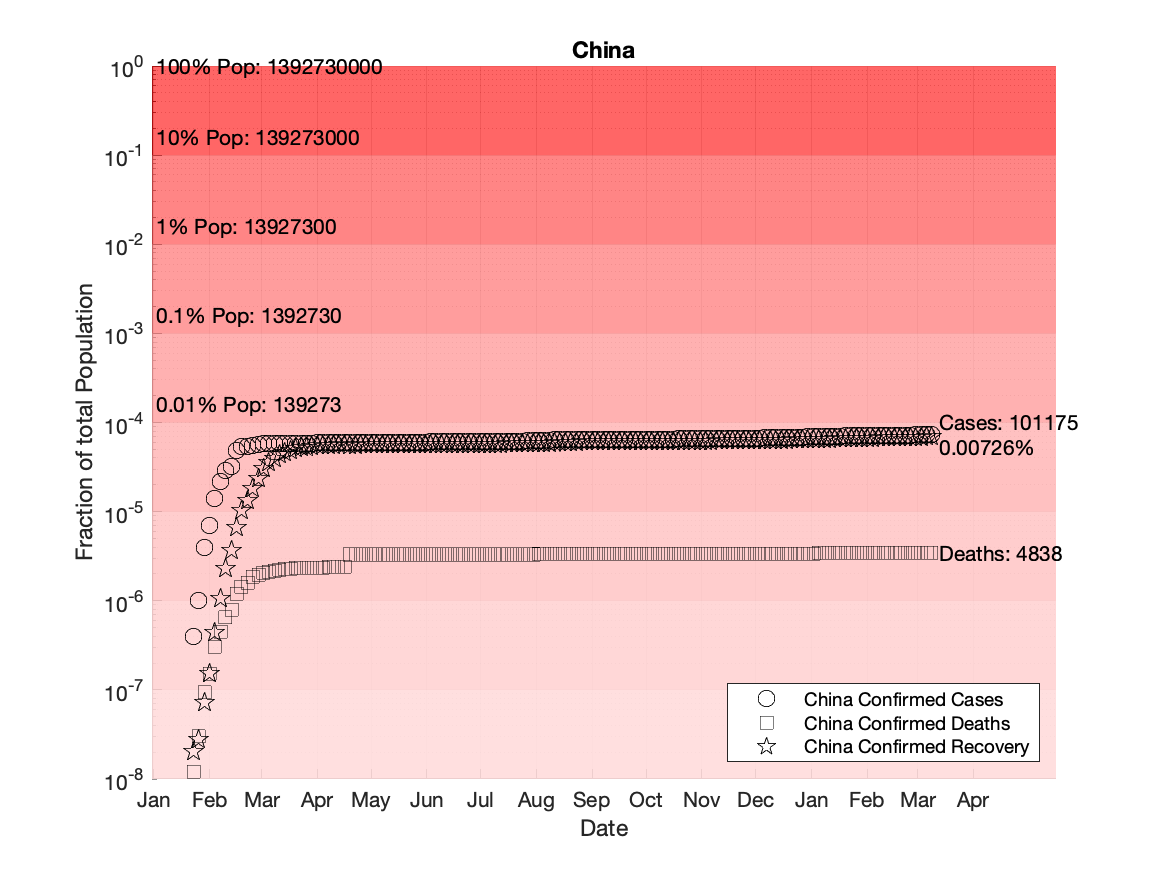 China
10^0
100% Pop: 1392730000
10% Pop: 139273000
10^-1
1% Pop: 13927300
10^-2
0.1% Pop: 1392730
10^-3
0.01% Pop: 139273
10^-4
Cases: 101175
0.00726%
10^-5
Deaths: 4838
10^-6
10^-7
10^-8
Fraction of total Population
China Confirmed Cases
China Confirmed Deaths
China Confirmed Recovery
Jan Feb Mar Apr May Jun Jul Aug Sep Oct Nov Dec Jan Feb Mar Apr
Date